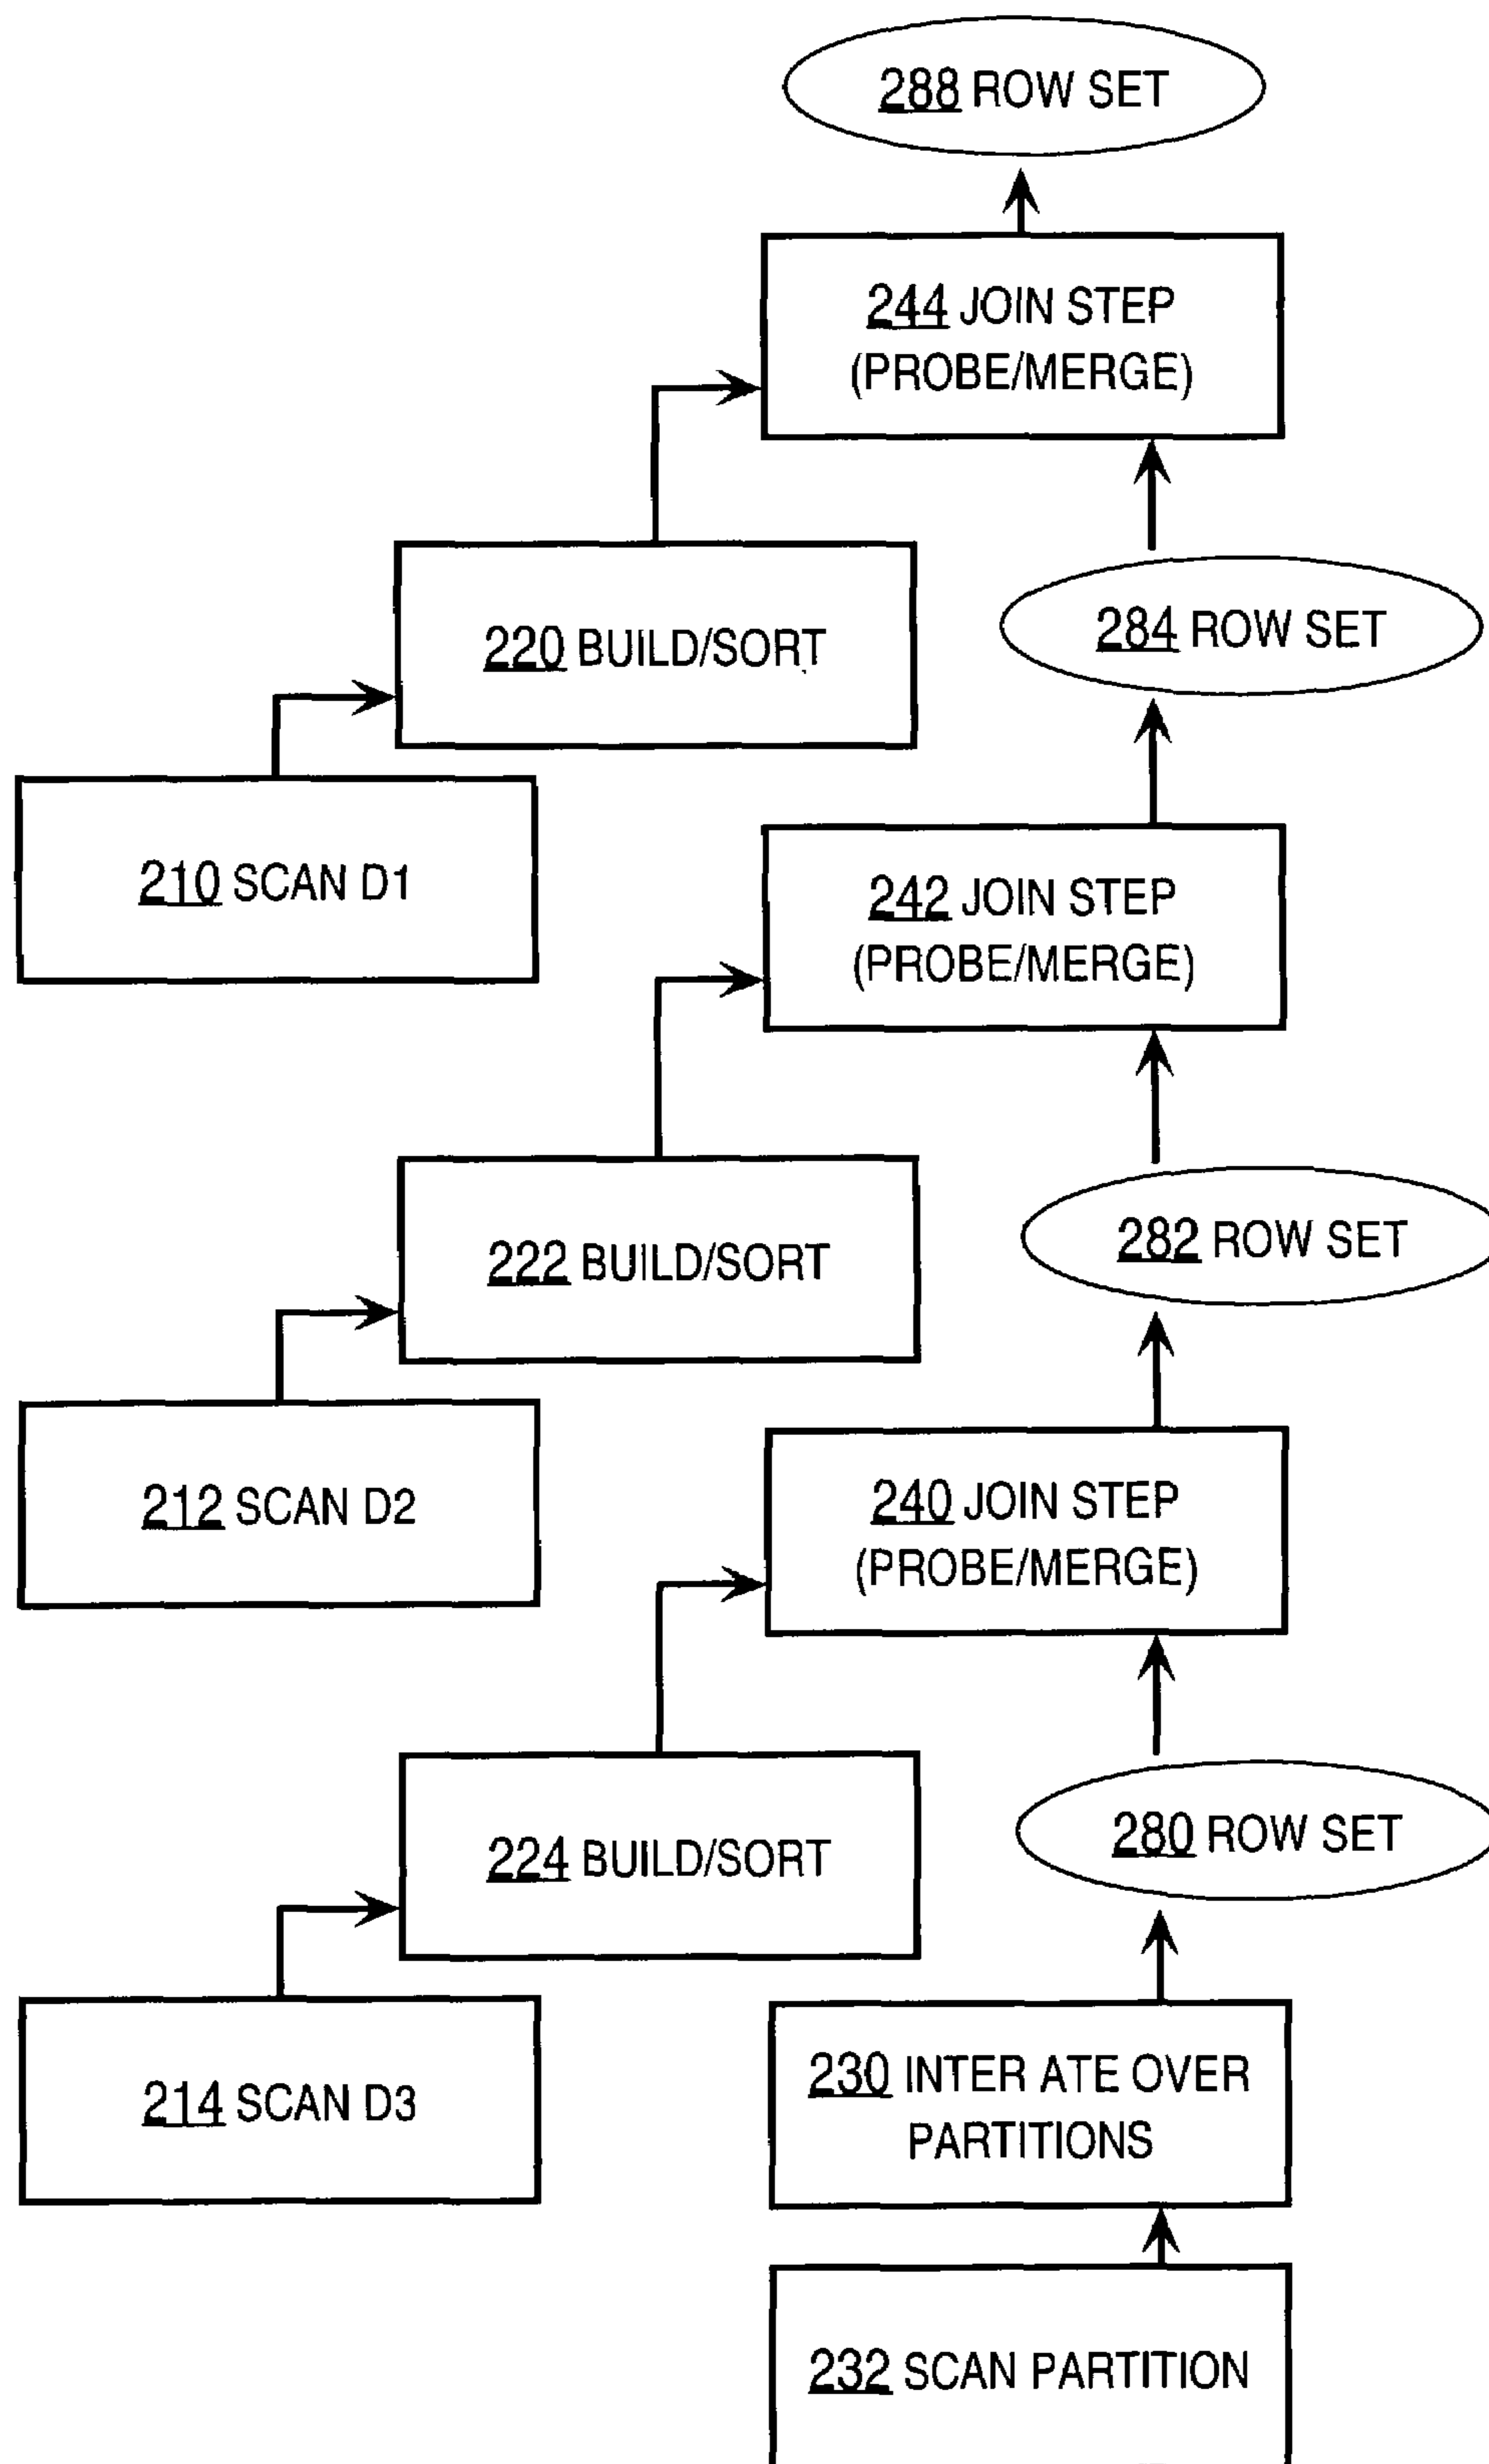 288 ROW SET
244 JOIN STEP
(PROBE/MERGE)
220 BUILD/SORT
284 ROW SET
210 SCAN D1
242 JOIN STEP
(PROBE/MERGE)
222 BUILD/SORT
282 ROW SET
212 SCAN D2
240 JOIN STEP
(PROBE/MERGE)
224 BUILD/SORT
280 ROW SET
214 SCAN D3
230 INTER ATE OVER
PARTITIONS
232 SCAN PARTITION